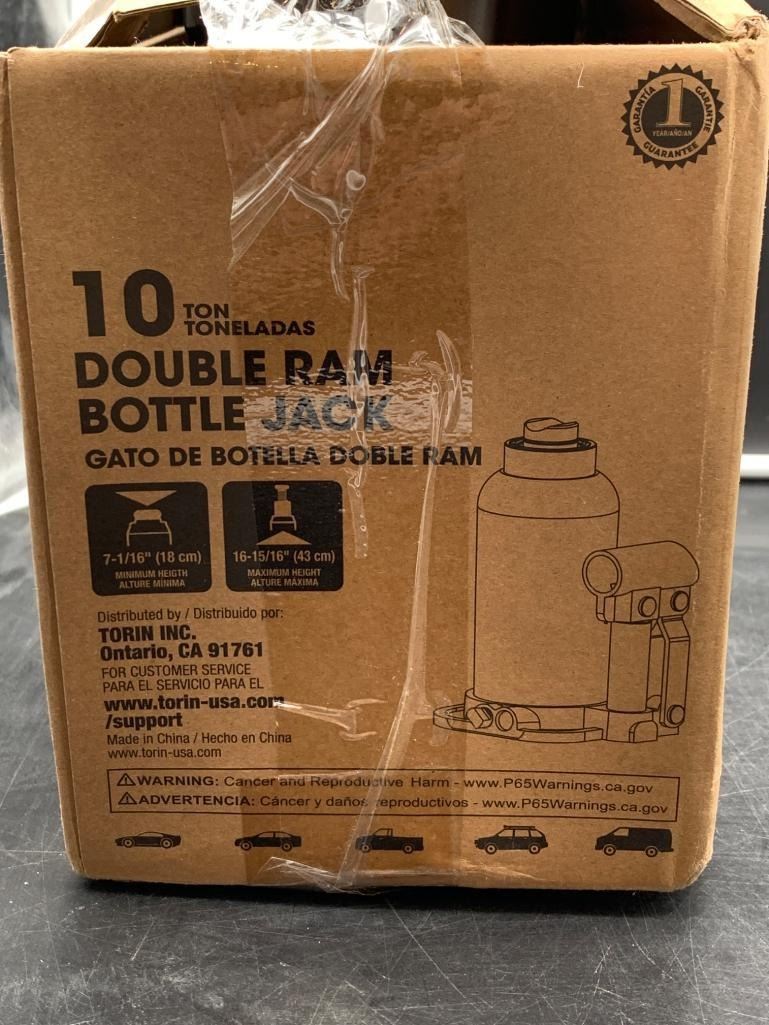 GARANTÍA
GARANTIE
1
YEAR/AÑO/AN
GUARANTEE
10 TON
TONELADAS
DOUBLE RAM
BOTTLE JACK
GATO DE BOTELLA DOBLE RAM
7-1/16" (18 cm)
MINIMUM HEIGTH
ALTURE MÍNIMA
16-15/16" (43 cm)
MAXIMUM HEIGHT
ALTURE MÁXIMA
Distributed by / Distribuido por:
TORIN INC.
Ontario, CA 91761
FOR CUSTOMER SERVICE
PARA EL SERVICIO PARA EL
www.torin-usa.com
/support
Made in China / Hecho en China
www.torin-usa.com
⚠WARNING: Cancer and Reproductive Harm - www.P65Warnings.ca.gov
⚠ADVERTENCIA: Cáncer y daños reproductivos - www.P65Warnings.ca.gov